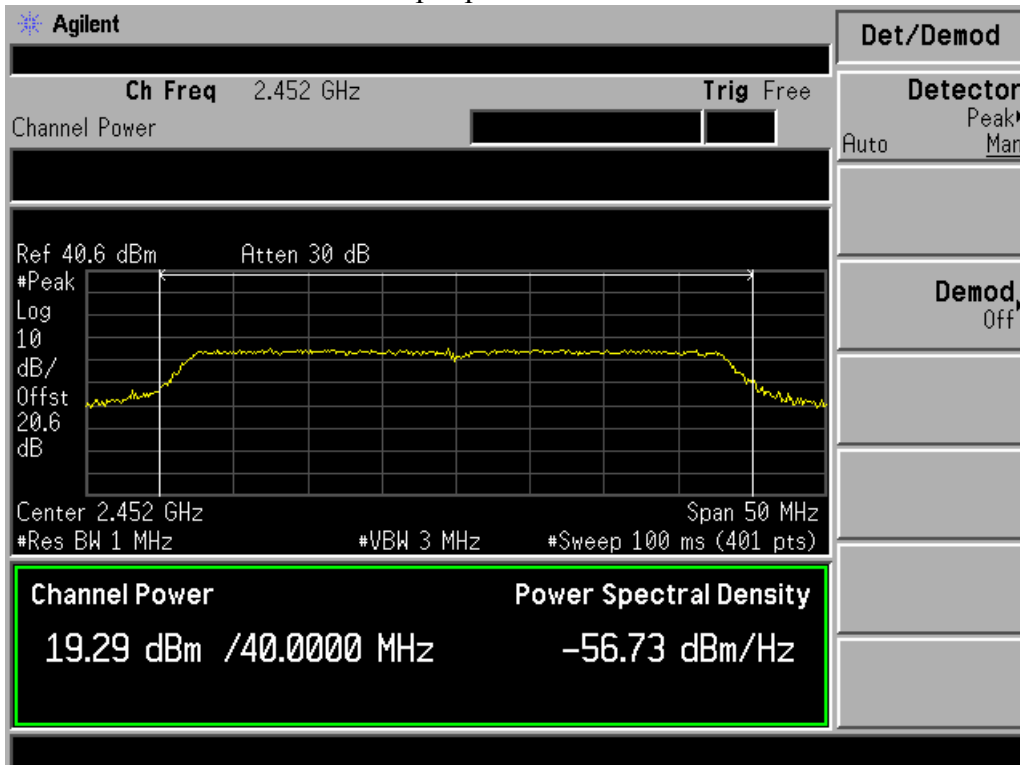 Agilent
Det/Demod
Ch Freq 2.452 GHz Trig Free
Channel Power
Detector
Peak
Auto Man
Ref 40.6 dBm Atten 30 dB
#Peak
Log
10
dB/
Offst
20.6
dB
Demod
Off
Center 2.452 GHz Span 50 MHz
#Res BW 1 MHz #VBW 3 MHz #Sweep 100 ms (401 pts)
Channel Power Power Spectral Density
19.29 dBm /40.0000 MHz -56.73 dBm/Hz